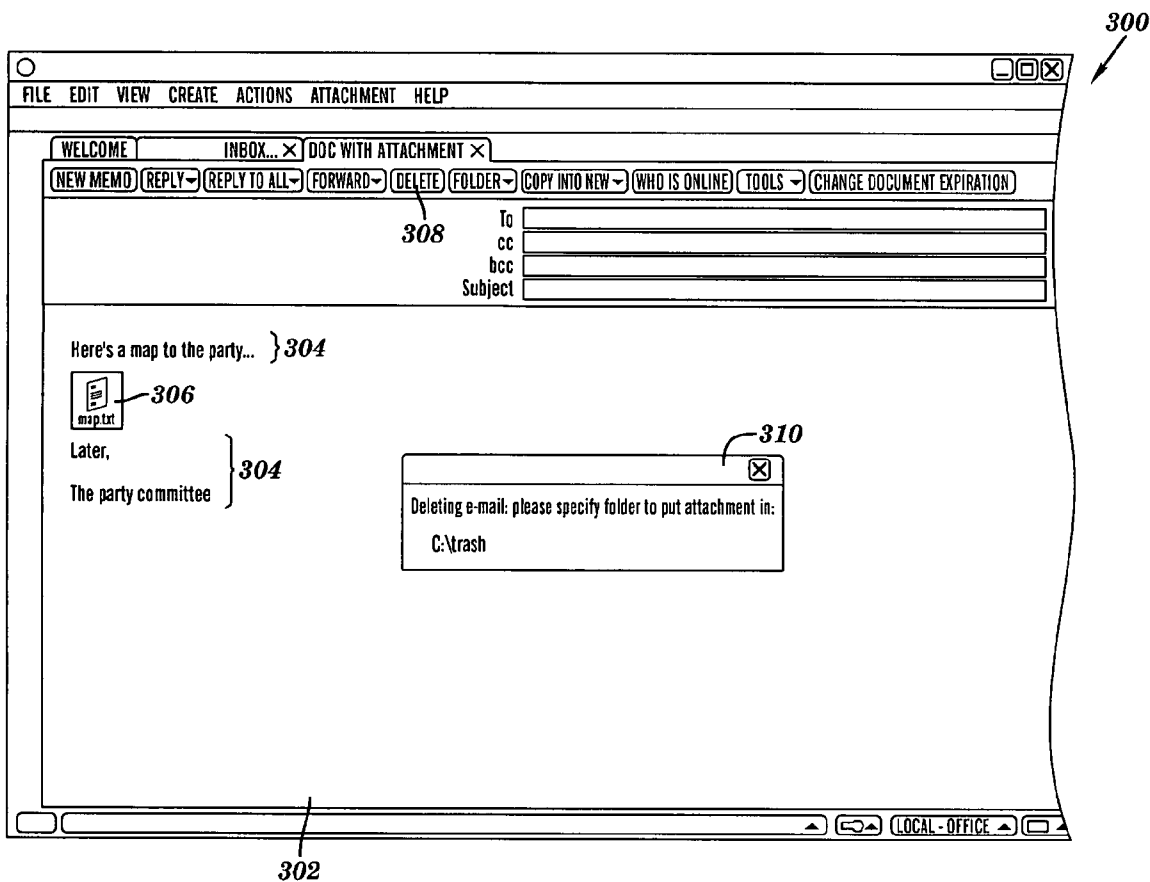 300
FILE EDIT VIEW CREATE ACTIONS ATTACHMENT HELP
WELCOME INBOX... X DOC WITH ATTACHMENT X
NEW MEMO REPLY REPLY TO ALL FORWARD DELETE FOLDER COPY INTO NEW WHO IS ONLINE TOOLS CHANGE DOCUMENT EXPIRATION
308
To
cc
bcc
Subject
Here's a map to the party... 304
306
map.txt
Later,
304
The party committee
310
Deleting e-mail: please specify folder to put attachment in:
C:\trash
LOCAL - OFFICE
302